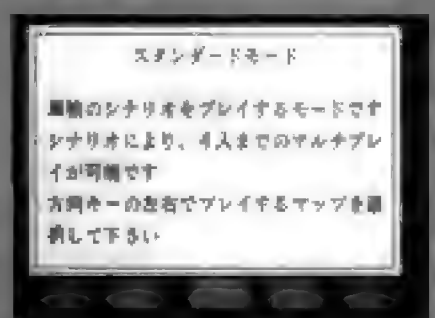 スタンダードモード
単独のシナリオをプレイするモードです
シナリオにより、4人までのマルチプレ
イが可能です
方向キーの左右でプレイするマップを選
択して下さい